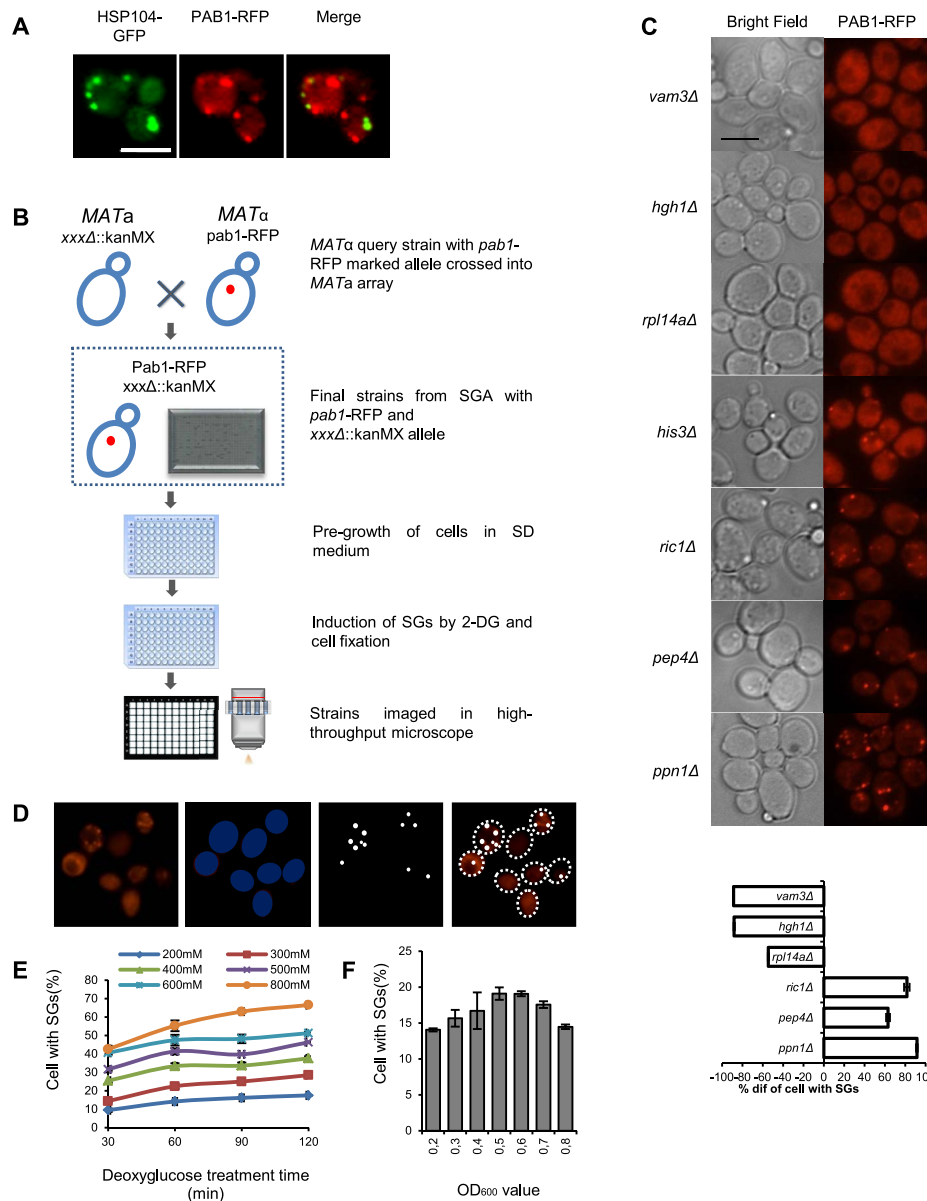 A
HSP104-
GFP
PAB1-RFP
Merge
B
MATa
xxxΔ::kanMX
MATα
pab1-RFP
MATα query strain with pab1-
RFP marked allele crossed into
MATa array
Pab1-RFP
xxxΔ::kanMX
Final strains from SGA with
pab1-RFP and
xxxΔ::kanMX allele
Pre-growth of cells in SD
medium
Induction of SGs by 2-DG and
cell fixation
Strains imaged in high-
throughput microscope
C
Bright Field
PAB1-RFP
vam3Δ
hgh1Δ
rpl14aΔ
his3Δ
ric1Δ
pep4Δ
ppn1Δ
vam3Δ
hgh1Δ
rpl14aΔ
ric1Δ
pep4Δ
ppn1Δ
-100 -80 -60 -40 -20 0 20 40 60 80 100
% dif of cell with SGs
D
E
200mM 300mM
400mM 500mM
600mM 800mM
Cell with SGs(%)
80
70
60
50
40
30
20
10
0
30 60 90 120
Deoxyglucose treatment time
(min)
F
Cell with SGs(%)
25
20
15
10
5
0
0,2 0,3 0,4 0,5 0,6 0,7 0,8
OD600 value